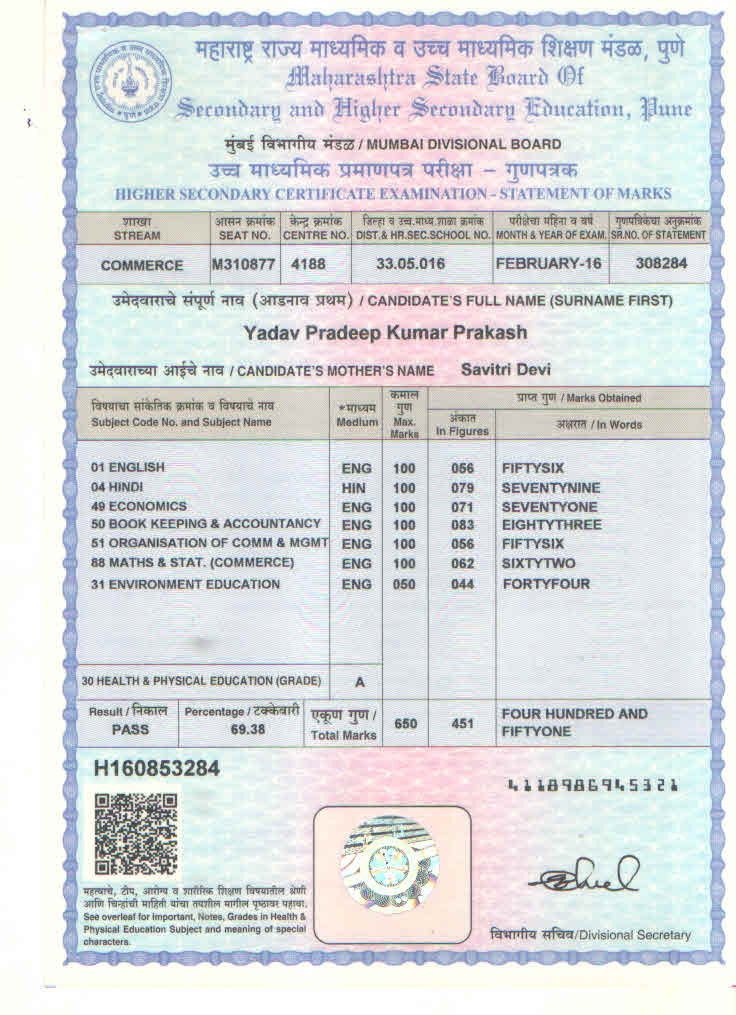 महाराष्ट्र राज्य माध्यमिक व उच्च माध्यमिक शिक्षण मंडळ, पुणे
Maharashtra State Board Of
Secondary and Higher Secondary Education, Pune
मुंबई विभागीय मंडळ / MUMBAI DIVISIONAL BOARD
उच्च माध्यमिक प्रमाणपत्र परीक्षा – गुणपत्रक
HIGHER SECONDARY CERTIFICATE EXAMINATION - STATEMENT OF MARKS
शाखा आसन क्रमांक केन्द्र क्रमांक जिल्हा व उच्च.माध्य.शाळा क्रमांक परीक्षेचा महिना व वर्ष गुणपत्रिकेचा अनुक्रमांक
STREAM SEAT NO. CENTRE NO. DIST.& HR.SEC.SCHOOL NO. MONTH & YEAR OF EXAM. SR.NO. OF STATEMENT
COMMERCE M310877 4188 33.05.016 FEBRUARY-16 308284
उमेदवाराचे संपूर्ण नाव (आडनाव प्रथम) / CANDIDATE'S FULL NAME (SURNAME FIRST)
Yadav Pradeep Kumar Prakash
उमेदवाराच्या आईचे नाव / CANDIDATE'S MOTHER'S NAME Savitri Devi
विषयाचा सांकेतिक क्रमांक व विषयाचे नाव
Subject Code No. and Subject Name
*माध्यम
Medium
कमाल
गुण
Max.
Marks
प्राप्त गुण / Marks Obtained
अंकात
In Figures
अक्षरात / In Words
01 ENGLISH ENG 100 056 FIFTYSIX
04 HINDI HIN 100 079 SEVENTYNINE
49 ECONOMICS ENG 100 071 SEVENTYONE
50 BOOK KEEPING & ACCOUNTANCY ENG 100 083 EIGHTYTHREE
51 ORGANISATION OF COMM & MGMT ENG 100 056 FIFTYSIX
88 MATHS & STAT. (COMMERCE) ENG 100 062 SIXTYTWO
31 ENVIRONMENT EDUCATION ENG 050 044 FORTYFOUR
30 HEALTH & PHYSICAL EDUCATION (GRADE) A
Result / निकाल
PASS
Percentage / टक्केवारी
69.38
एकूण गुण /
Total Marks
650 451
FOUR HUNDRED AND
FIFTYONE
H160853284
4118986945321
महत्वाचे, टीप, आरोग्य व शारीरिक शिक्षण विषयातील श्रेणी
आणि चिन्हांची माहिती यांचा तपशील मागील पृष्ठावर पहावा.
See overleaf for important, Notes, Grades in Health &
Physical Education Subject and meaning of special
characters.
विभागीय सचिव/Divisional Secretary